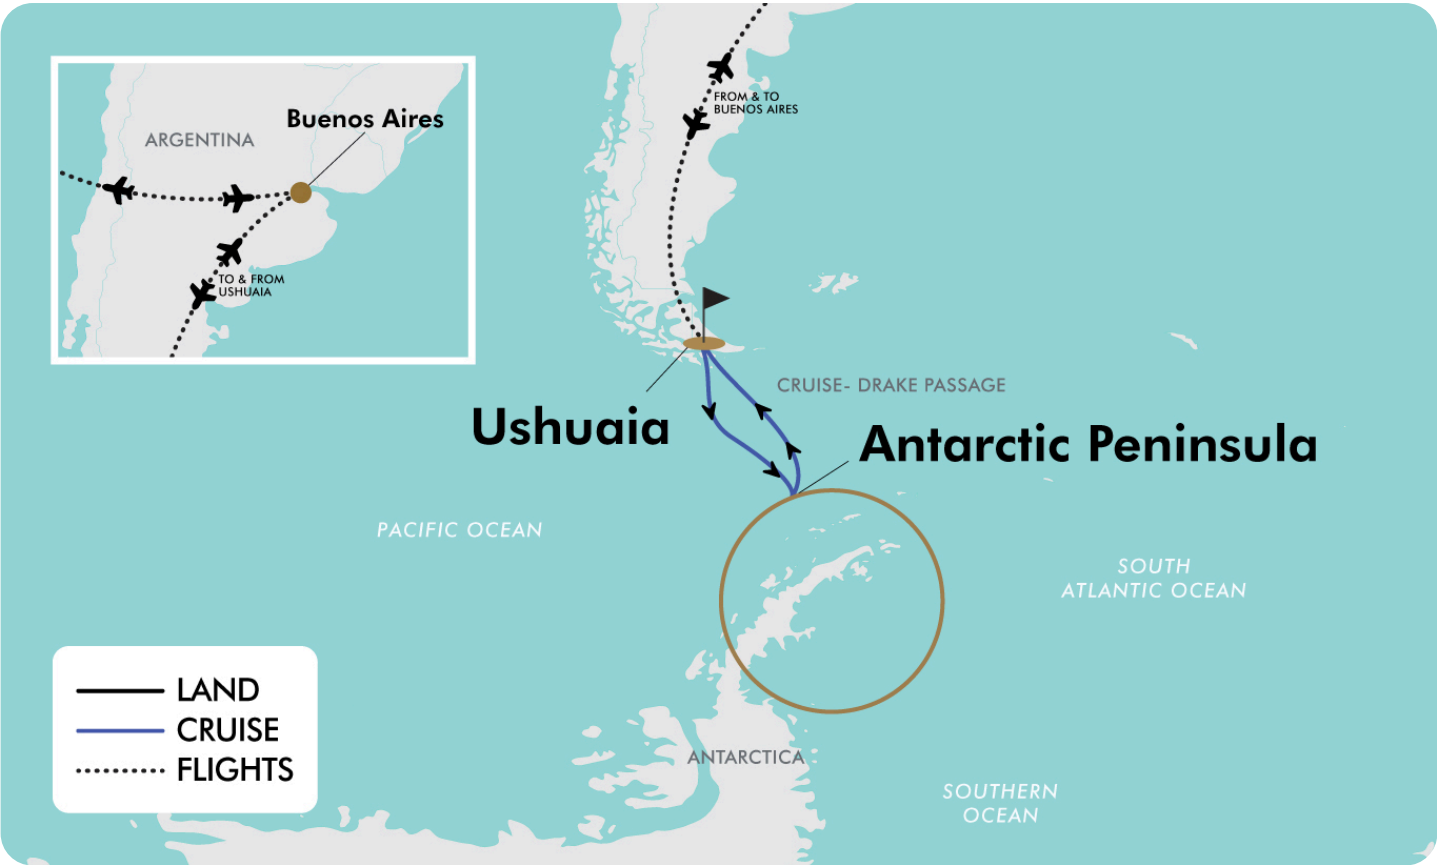 FROM & TO
BUENOS AIRES
Buenos Aires
ARGENTINA
TO & FROM
USHUAIA
CRUISE- DRAKE PASSAGE
Ushuaia
Antarctic Peninsula
PACIFIC OCEAN
SOUTH
ATLANTIC OCEAN
LAND
CRUISE
FLIGHTS
ANTARCTICA
SOUTHERN
OCEAN